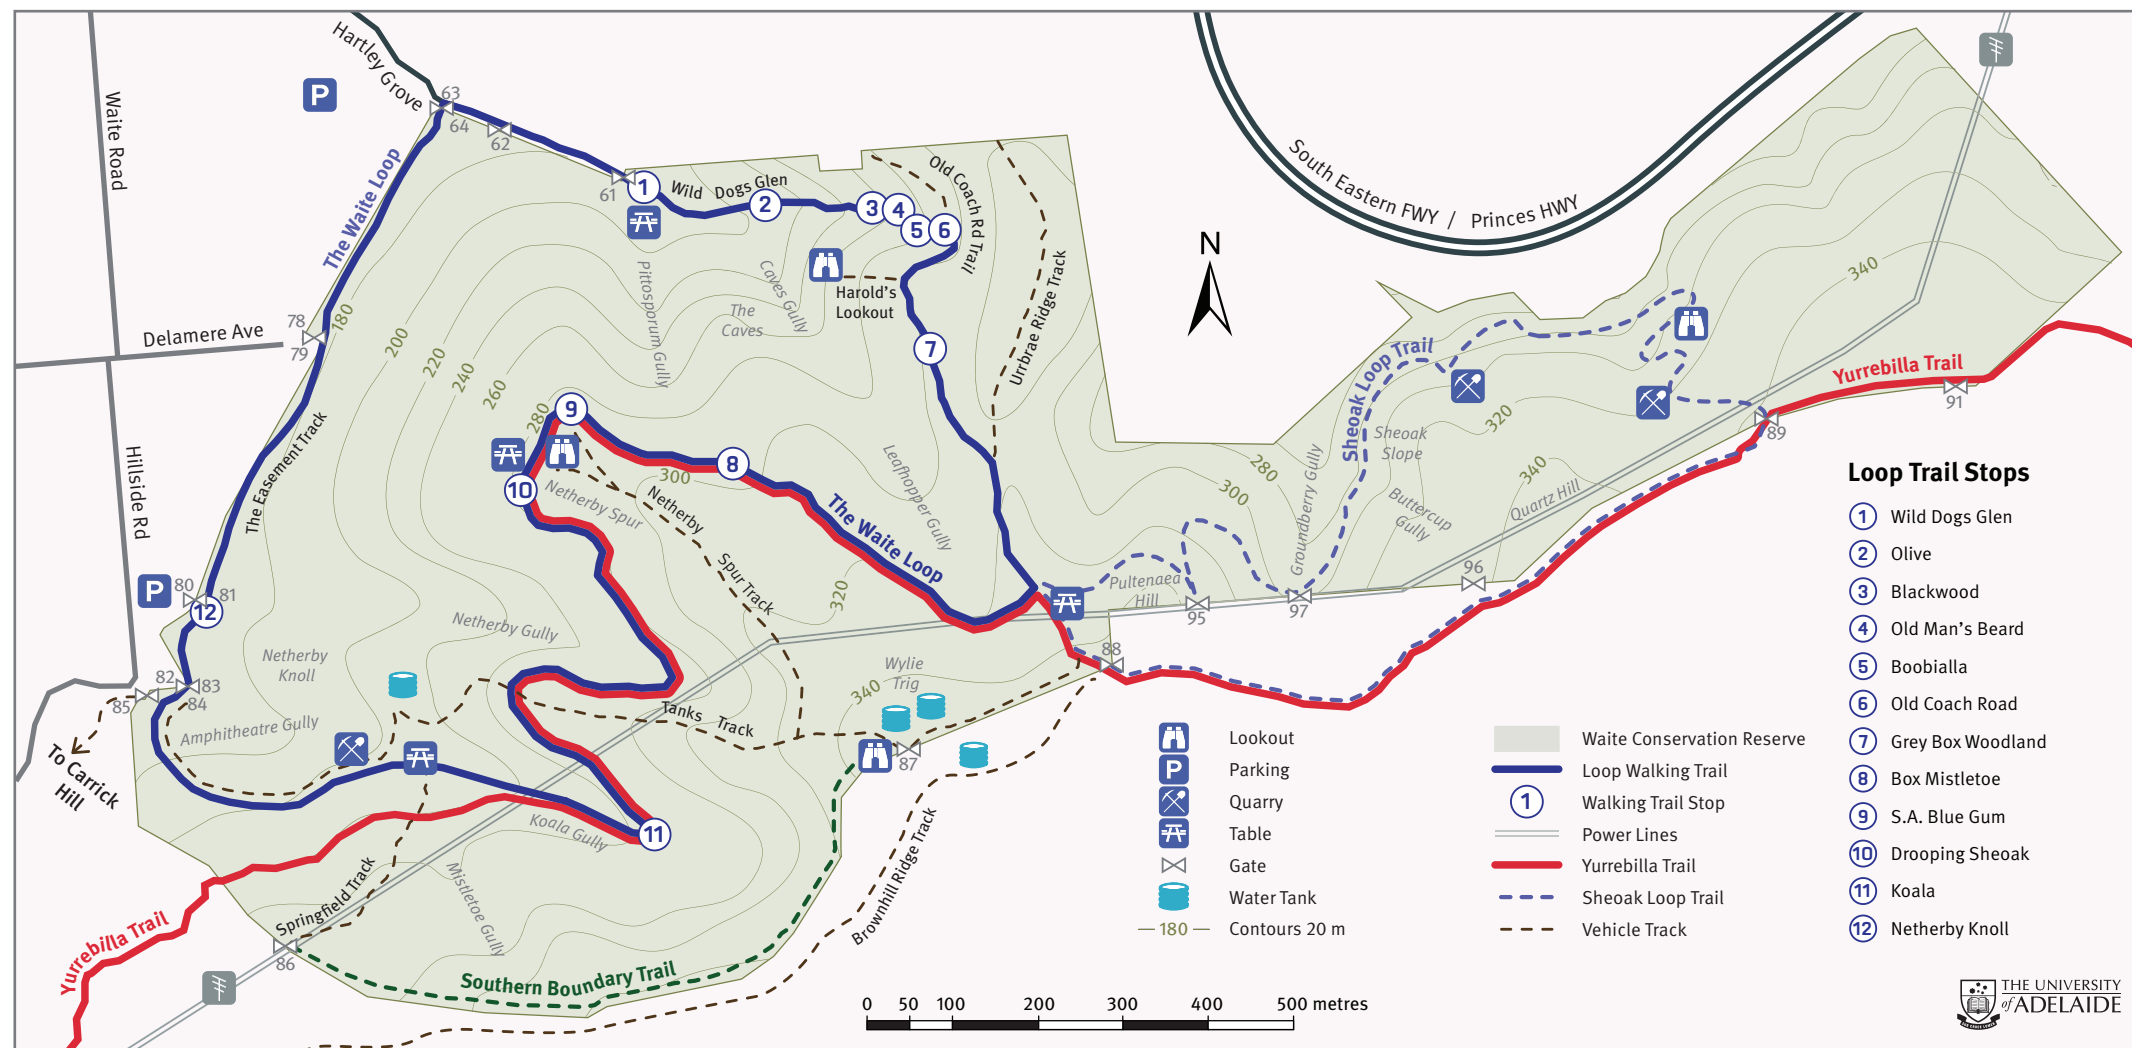 Hartley Grove
P
Waite Road
The Waite Loop
63
64
62
61
1
Wild Dogs Glen
2
3
4
5
6
Old Coach Rd Trail
South Eastern FWY / Princes HWY
N
Pittosporum Gully
Caves Gully
The
Caves
Harold's
Lookout
7
Urrbrae Ridge Track
78
79
Delamere Ave
180
200
220
240
260
280
9
8
10
300
Netherby Spur
Netherby
Spur Track
The Waite Loop
Leafhopper Gully
320
The Easement Track
Hillside Rd
P
80
81
12
Netherby Gully
Netherby
Knoll
82
83
84
85
To Carrick
Hill
Amphitheatre Gully
Tanks Track
Wylie
Trig
340
87
88
11
Koala Gully
Mistletoe Gully
Springfield Track
86
Yurrebilla Trail
Southern Boundary Trail
Brownhill Ridge Track
Pultenaea
Hill
95
97
96
Groundberry Gully
280
300
Sheoak Loop Trail
Sheoak
Slope
Buttercup
Gully
Quartz Hill
320
340
340
Yurrebilla Trail
89
91
Loop Trail Stops
1 Wild Dogs Glen
2 Olive
3 Blackwood
4 Old Man's Beard
5 Boobialla
6 Old Coach Road
7 Grey Box Woodland
8 Box Mistletoe
9 S.A. Blue Gum
10 Drooping Sheoak
11 Koala
12 Netherby Knoll
Lookout
P Parking
Quarry
Table
Gate
Water Tank
180 Contours 20 m
Waite Conservation Reserve
Loop Walking Trail
1 Walking Trail Stop
Power Lines
Yurrebilla Trail
Sheoak Loop Trail
Vehicle Track
0 50 100 200 300 400 500 metres
THE UNIVERSITY
of ADELAIDE